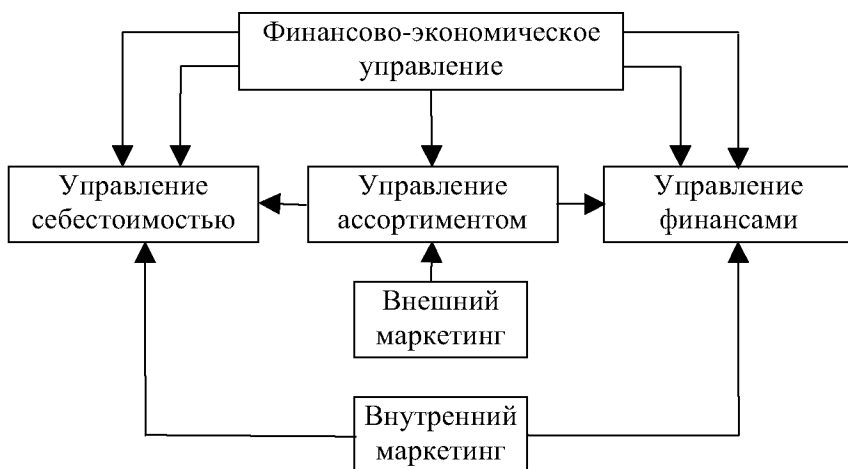 Финансово-экономическое
управление
Управление
себестоимостью
Управление
ассортиментом
Управление
финансами
Внешний
маркетинг
Внутренний
маркетинг